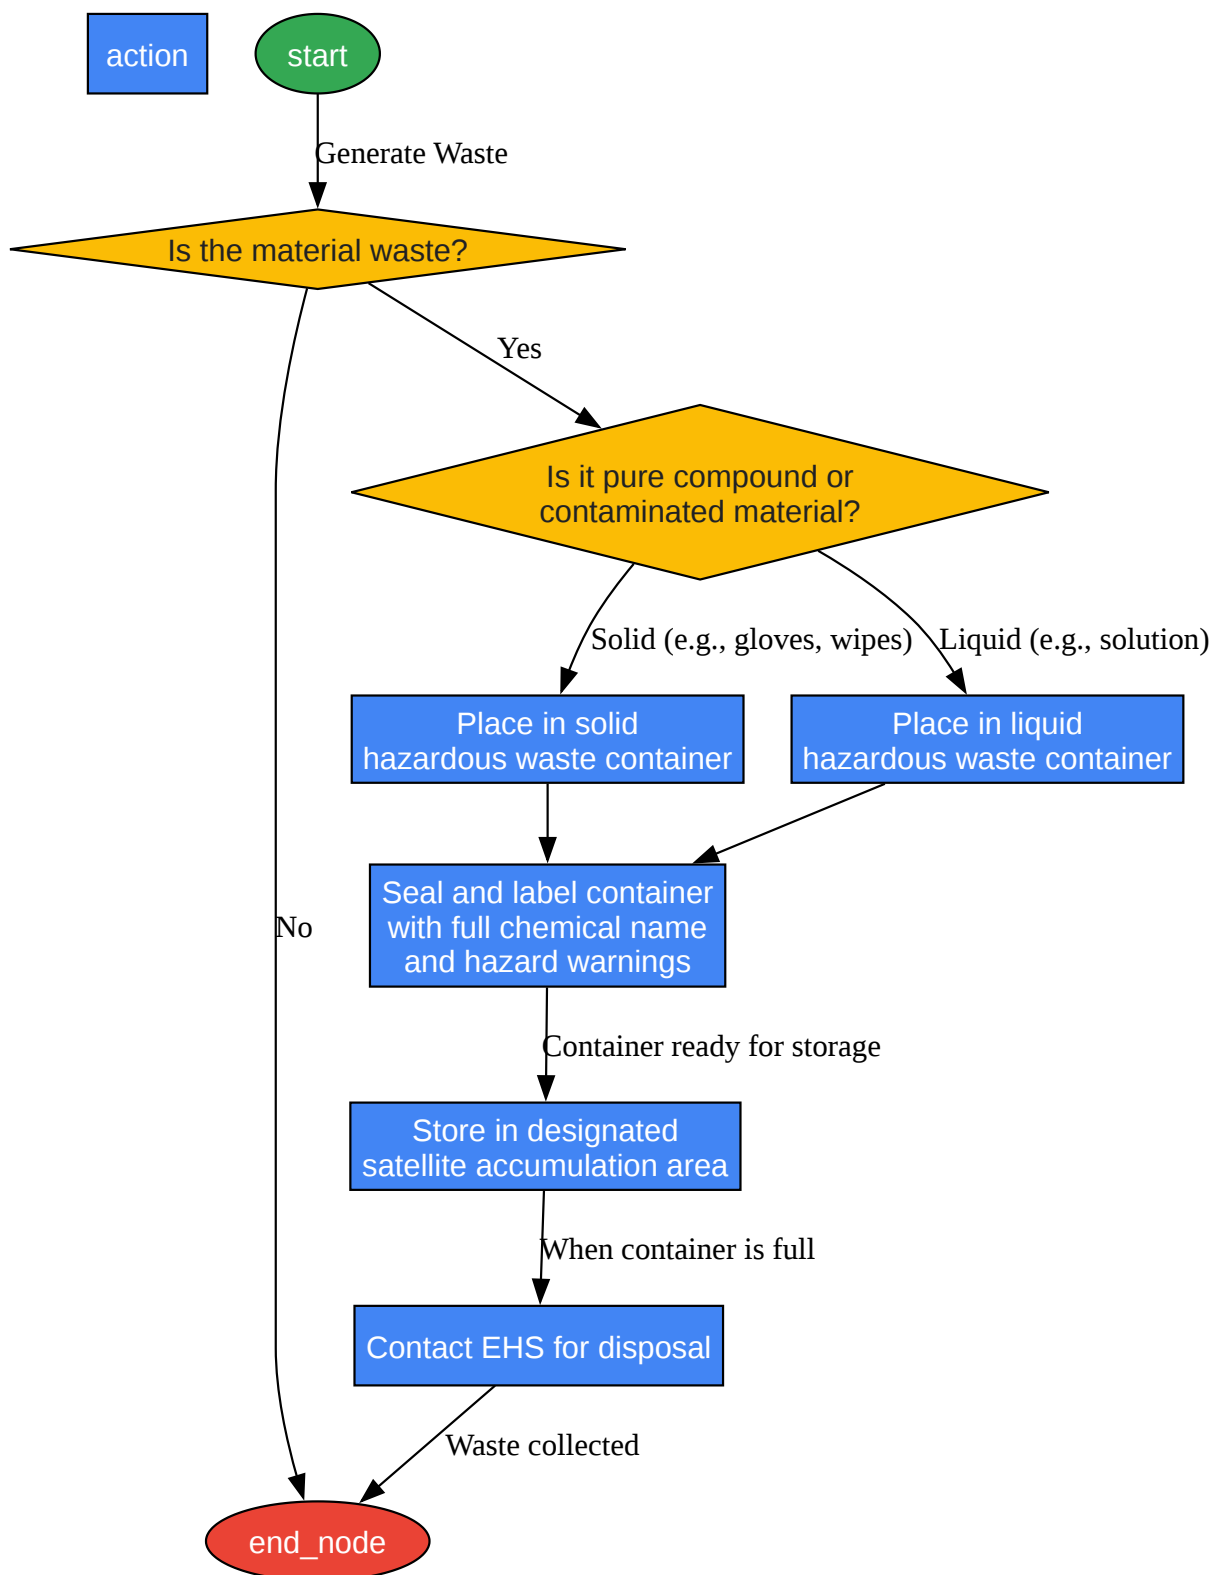 action
start
Generate Waste
Is the material waste?
Yes
Is it pure compound or
contaminated material?
Solid (e.g., gloves, wipes)
Liquid (e.g., solution)
Place in solid
hazardous waste container
Place in liquid
hazardous waste container
Seal and label container
with full chemical name
and hazard warnings
No
Container ready for storage
Store in designated
satellite accumulation area
When container is full
Contact EHS for disposal
Waste collected
end_node